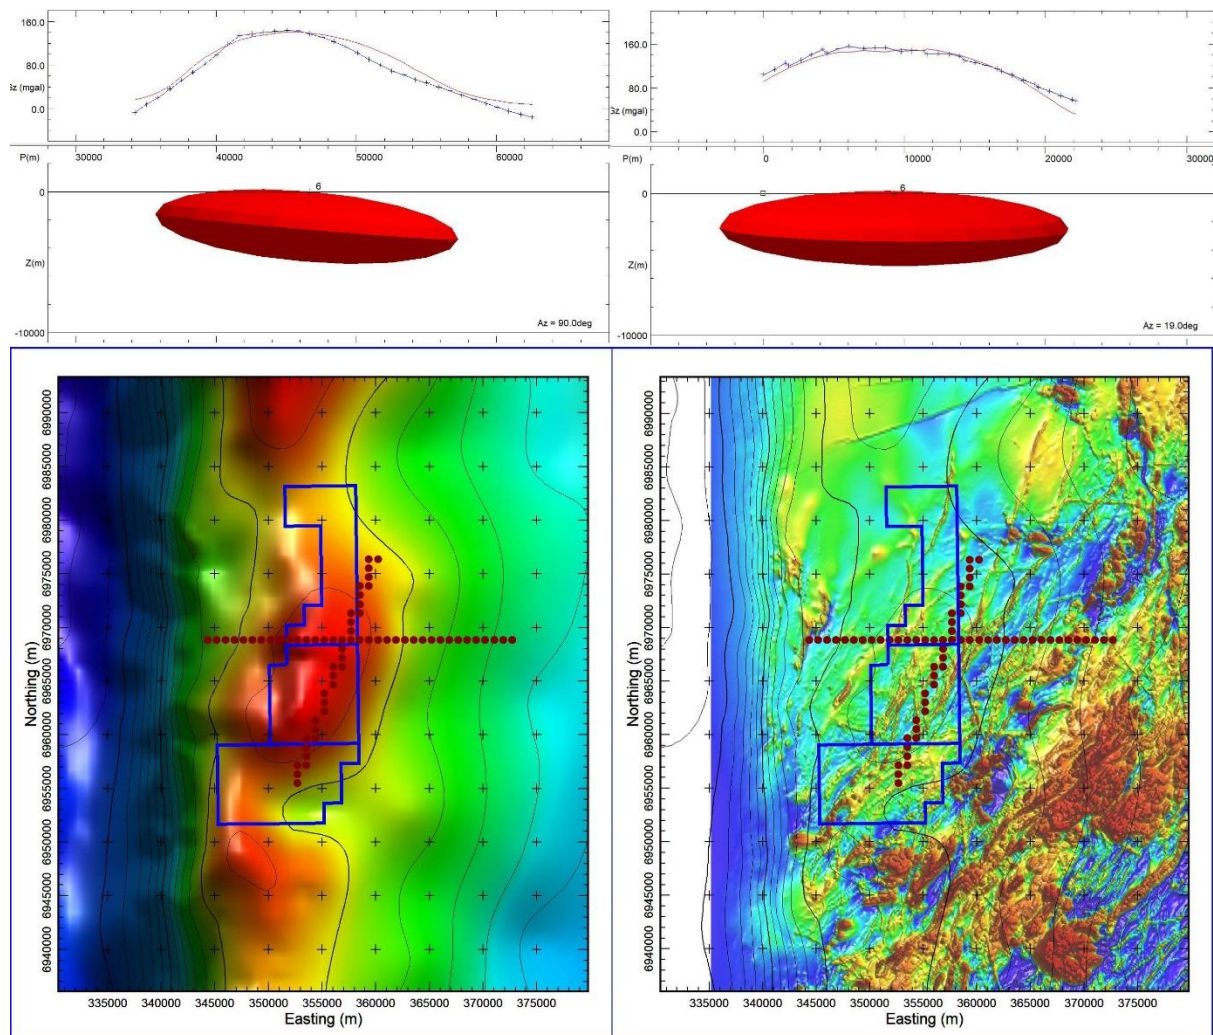 160.0
80.0
0.0
Gz (mgal)
30000 40000 50000 60000
P(m)
0
6
Z(m)
-10000
Az = 90.0deg
160.0
80.0
0.0
Gz (mgal)
0 10000 20000 30000
P(m)
0
6
Z(m)
-10000
Az = 19.0deg
Northing (m)
6990000
6985000
6980000
6975000
6970000
6965000
6960000
6955000
6950000
6945000
6940000
335000 340000 345000 350000 355000 360000 365000 370000 375000
Easting (m)
Northing (m)
6990000
6985000
6980000
6975000
6970000
6965000
6960000
6955000
6950000
6945000
6940000
335000 340000 345000 350000 355000 360000 365000 370000 375000
Easting (m)